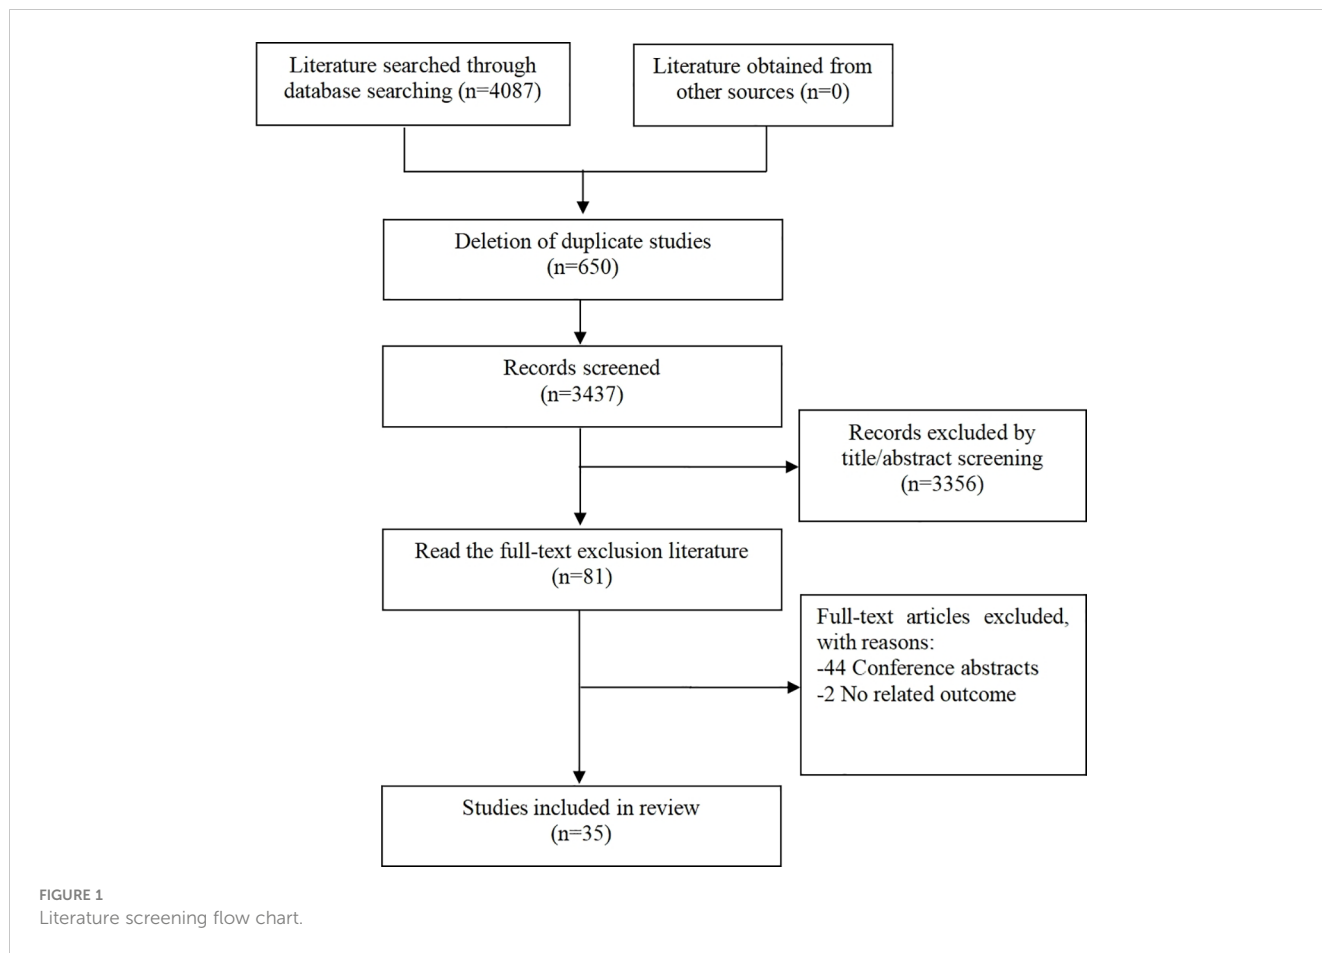 Literature searched through
database searching (n=4087)
Literature obtained from
other sources (n=0)
Deletion of duplicate studies
(n=650)
Records screened
(n=3437)
Records excluded by
title/abstract screening
(n=3356)
Read the full-text exclusion literature
(n=81)
Full-text articles excluded,
with reasons:
-44 Conference abstracts
-2 No related outcome
Studies included in review
(n=35)
FIGURE 1
Literature screening flow chart.